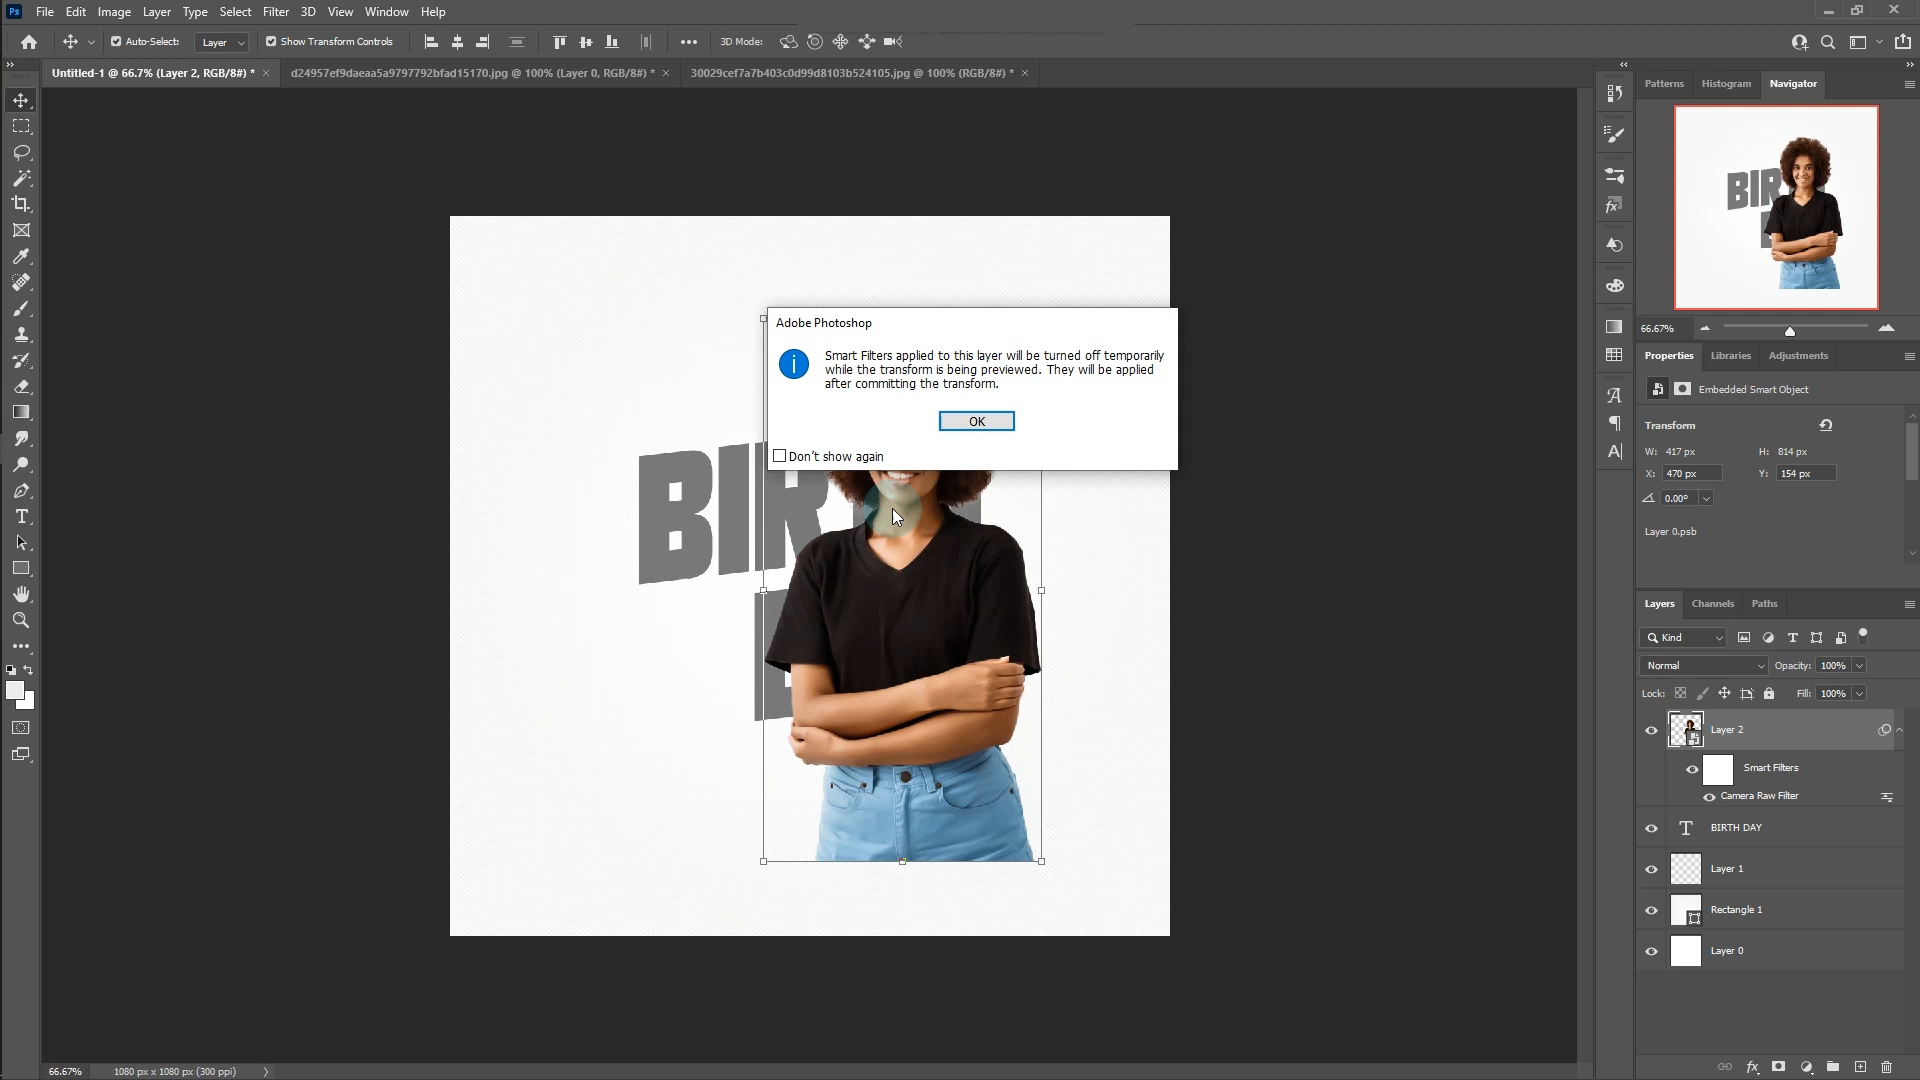 Ps File Edit Image Layer Type Select Filter 3D View Window Help
Auto-Select: Layer Show Transform Controls 3D Mode:
Untitled-1 @ 66.7% (Layer 2, RGB/8#) * × d24957ef9daeaa5a9797792bfad15170.jpg @ 100% (Layer 0, RGB/8#) * × 30029cef7a7b403c0d99d8103b524105.jpg @ 100% (RGB/8#) * ×
Patterns Histogram Navigator
BIR
66.67%
Properties Libraries Adjustments
Embedded Smart Object
Transform
W: 417 px H: 814 px
X: 470 px Y: 154 px
0.00°
Layer 0.psb
Adobe Photoshop
Smart Filters applied to this layer will be turned off temporarily
while the transform is being previewed. They will be applied
after committing the transform.
OK
Don't show again
BIR
Layers Channels Paths
Kind
Normal Opacity: 100%
Lock: Fill: 100%
Layer 2
Smart Filters
Camera Raw Filter
BIRTH DAY
Layer 1
Rectangle 1
Layer 0
66.67% 1080 px x 1080 px (300 ppi)